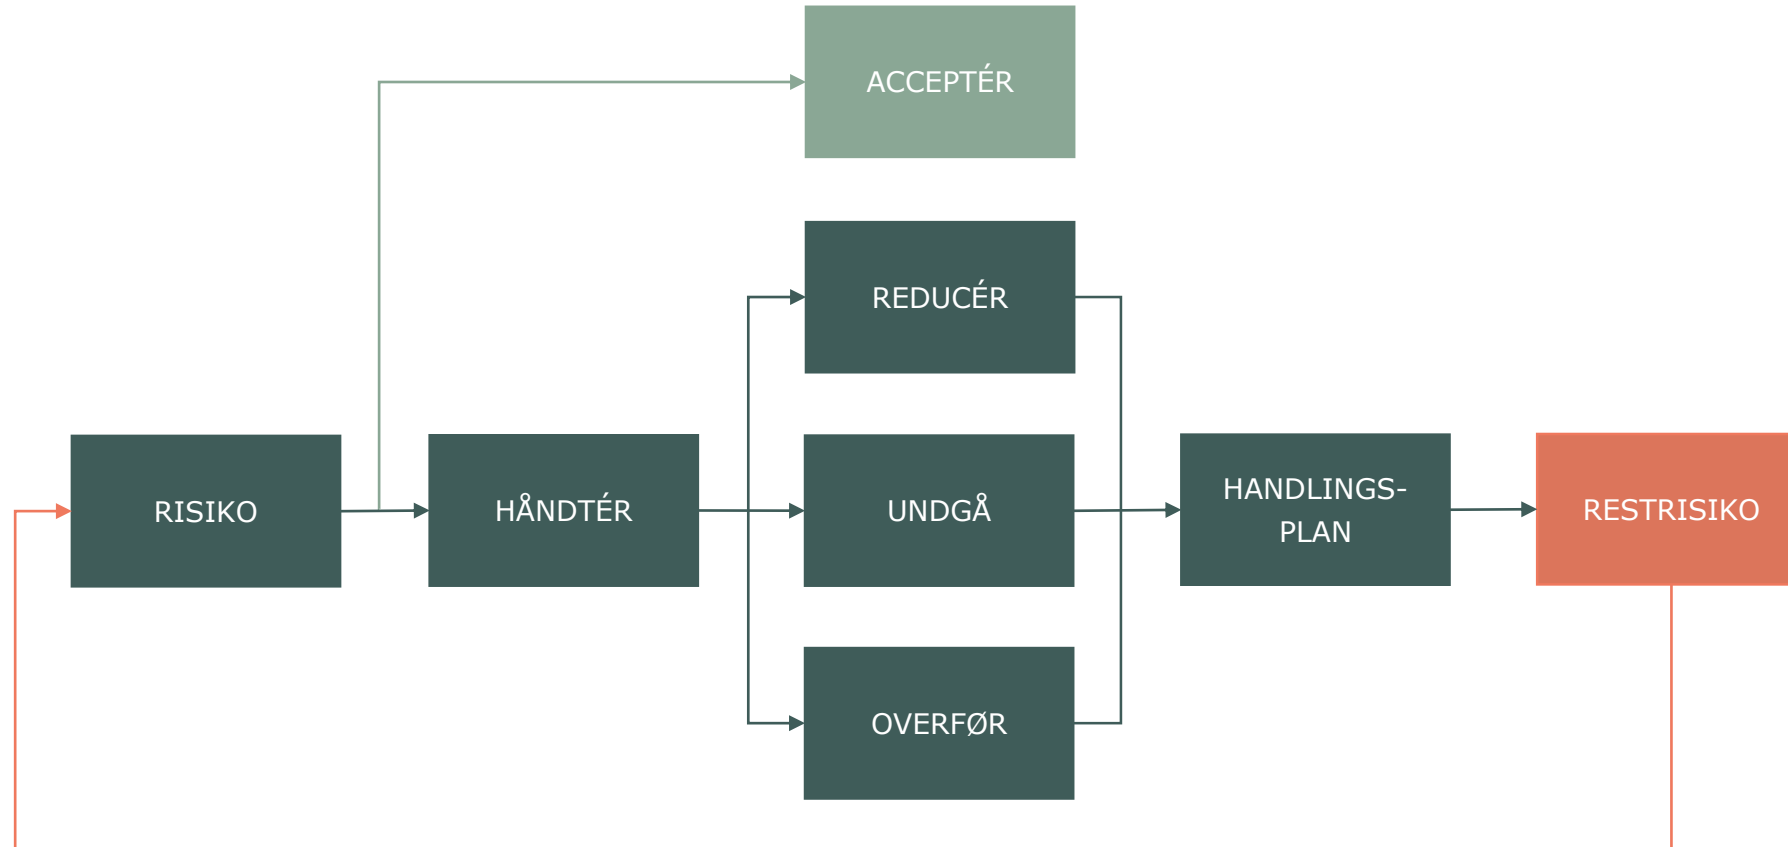 ACCEPTÉR
REDUCÉR
RISIKO
HÅNDTÉR
UNDGÅ
HANDLINGS-
PLAN
RESTRISIKO
OVERFØR